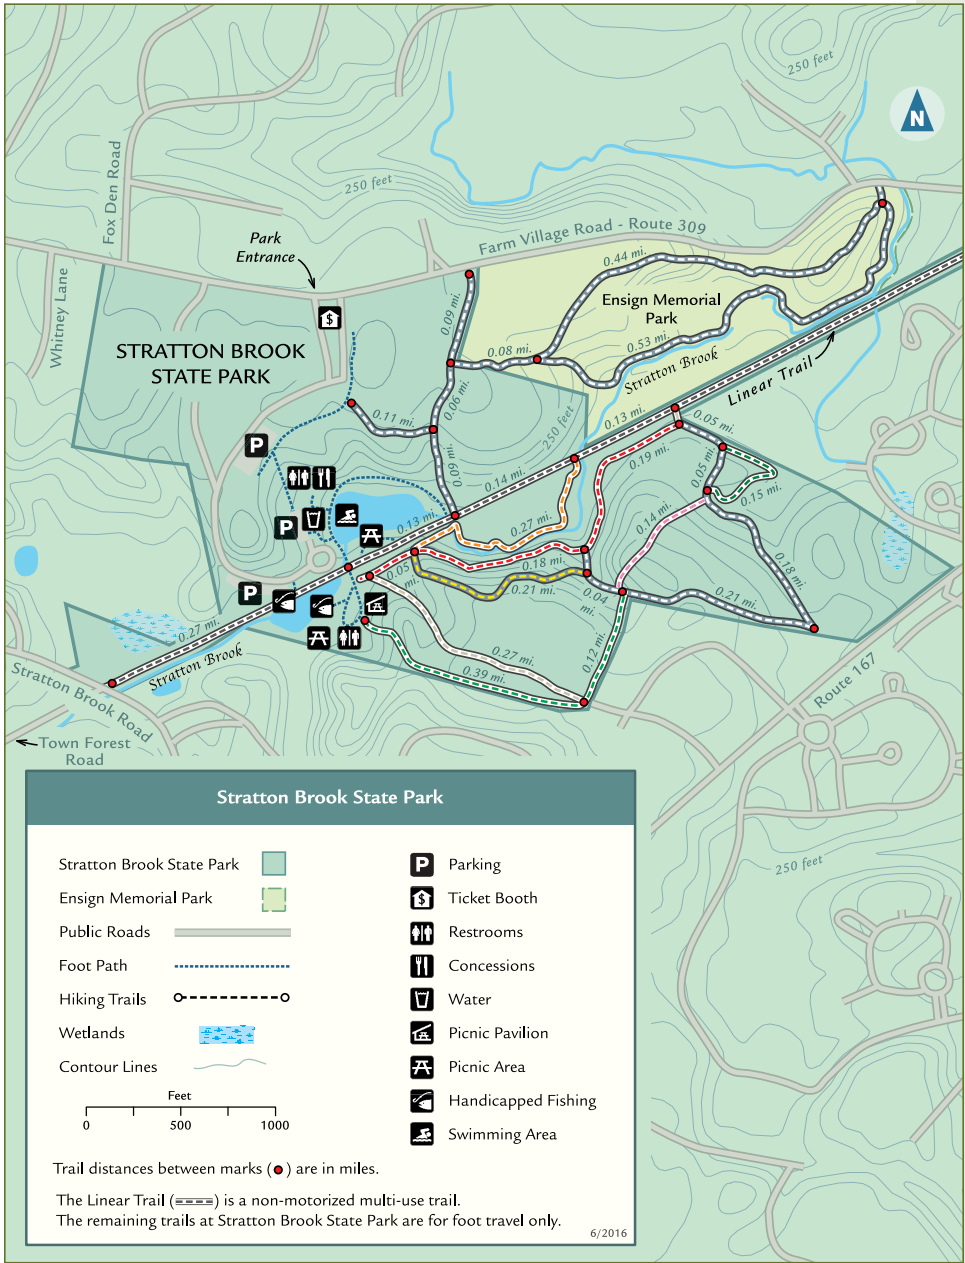 250 feet
N
Fox Den Road
250 feet
Farm Village Road - Route 309
Park
Entrance
Whitney Lane
$
0.44 mi.
Ensign Memorial
Park
0.09 mi.
STRATTON BROOK
STATE PARK
0.08 mi.
0.53 mi.
Stratton Brook
Linear Trail
0.06 mi.
0.11 mi.
250 feet
0.13 mi.
0.05 mi.
P
0.09 mi.
0.19 mi.
0.05 mi.
0.14 mi.
0.15 mi.
P
0.13 mi.
0.27 mi.
0.14 mi.
0.05
mi.
0.18 mi.
0.18 mi.
P
0.21 mi.
0.04
mi.
0.21 mi.
0.27 mi.
Stratton Brook
0.27 mi.
0.39 mi.
0.12 mi.
Route 167
Stratton Brook Road
Town Forest
Road
250 feet
Stratton Brook State Park
Stratton Brook State Park
Ensign Memorial Park
Public Roads
Foot Path
Hiking Trails
Wetlands
Contour Lines
Feet
0 500 1000
P Parking
$ Ticket Booth
Restrooms
Concessions
Water
Picnic Pavilion
Picnic Area
Handicapped Fishing
Swimming Area
Trail distances between marks ( ) are in miles.
The Linear Trail ( ) is a non-motorized multi-use trail.
The remaining trails at Stratton Brook State Park are for foot travel only.
6/2016